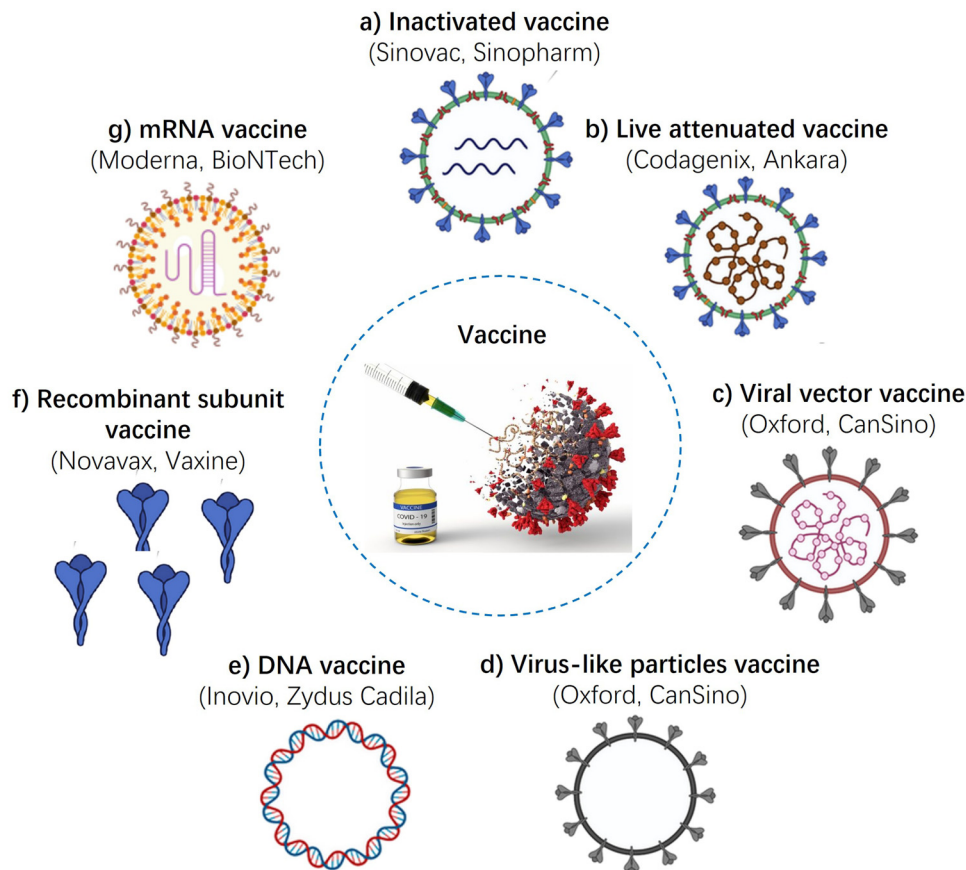 a) Inactivated vaccine
(Sinovac, Sinopharm)
g) mRNA vaccine
(Moderna, BioNTech)
b) Live attenuated vaccine
(Codagenix, Ankara)
Vaccine
VACCINES
COVID - 19
f) Recombinant subunit
vaccine
(Novavax, Vaxine)
c) Viral vector vaccine
(Oxford, CanSino)
e) DNA vaccine
(Inovio, Zydus Cadila)
d) Virus-like particles vaccine
(Oxford, CanSino)